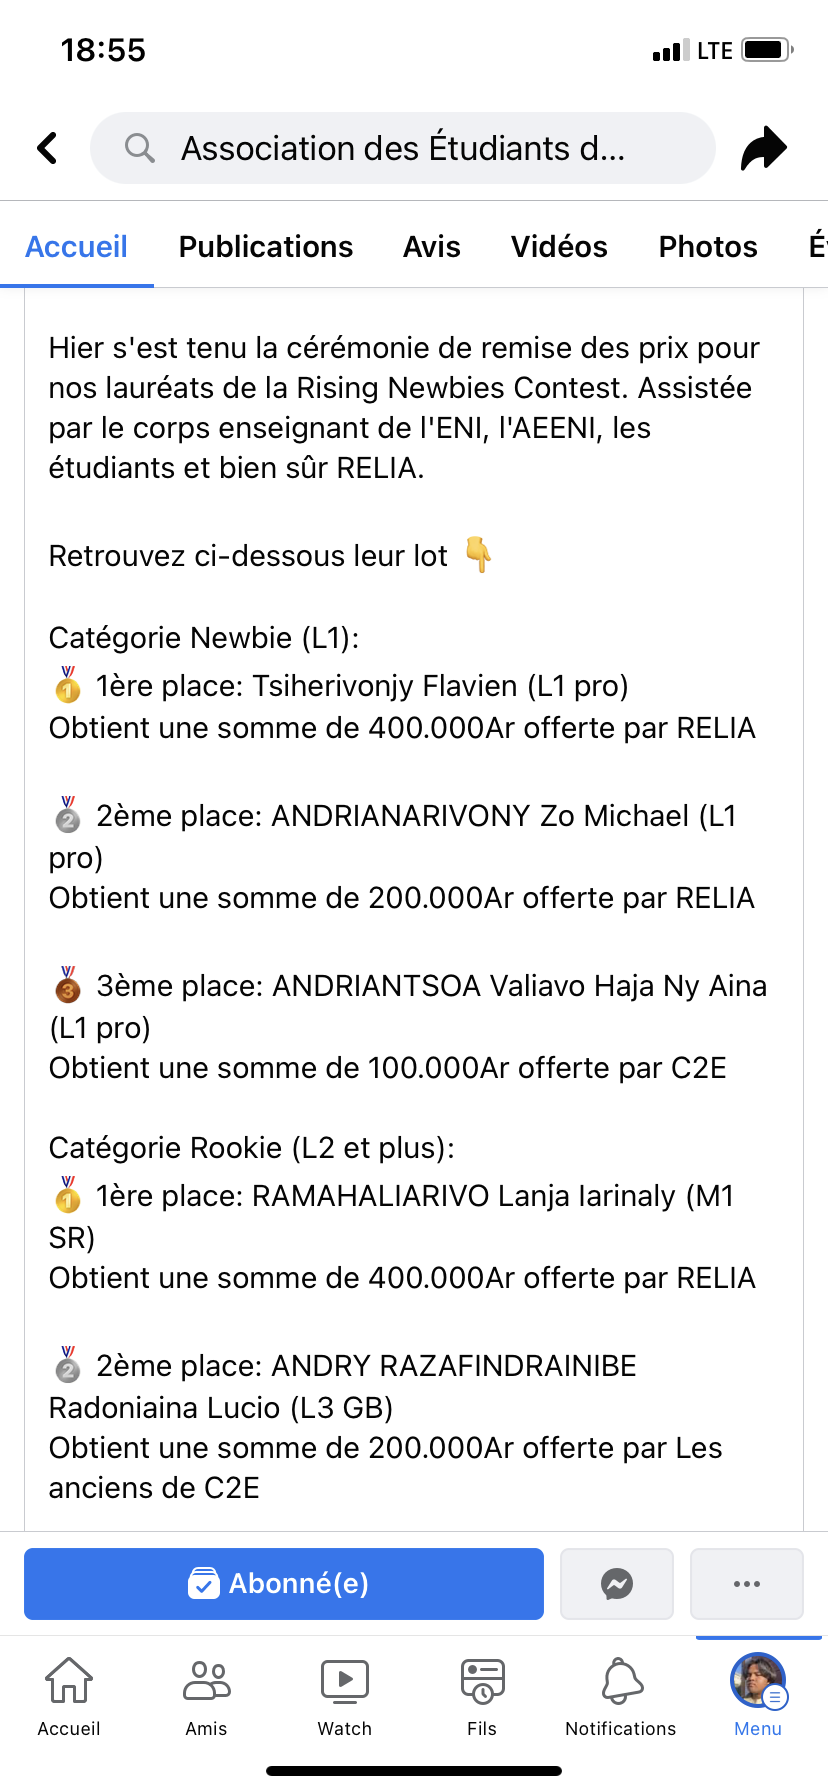 18:55
LTE
Association des Étudiants d...
Accueil Publications Avis Vidéos Photos
Hier s'est tenu la cérémonie de remise des prix pour
nos lauréats de la Rising Newbies Contest. Assistée
par le corps enseignant de l'ENI, l'AEENI, les
étudiants et bien sûr RELIA.
Retrouvez ci-dessous leur lot 👇
Catégorie Newbie (L1):
🥇 1ère place: Tsiherivonjy Flavien (L1 pro)
Obtient une somme de 400.000Ar offerte par RELIA
🥈 2ème place: ANDRIANARIVONY Zo Michael (L1
pro)
Obtient une somme de 200.000Ar offerte par RELIA
🥉 3ème place: ANDRIANTSOA Valiavo Haja Ny Aina
(L1 pro)
Obtient une somme de 100.000Ar offerte par C2E
Catégorie Rookie (L2 et plus):
🥇 1ère place: RAMAHALIARIVO Lanja Iarinaly (M1
SR)
Obtient une somme de 400.000Ar offerte par RELIA
🥈 2ème place: ANDRY RAZAFINDRAINIBE
Radoniaina Lucio (L3 GB)
Obtient une somme de 200.000Ar offerte par Les
anciens de C2E
Abonné(e)
Accueil Amis Watch Fils Notifications Menu